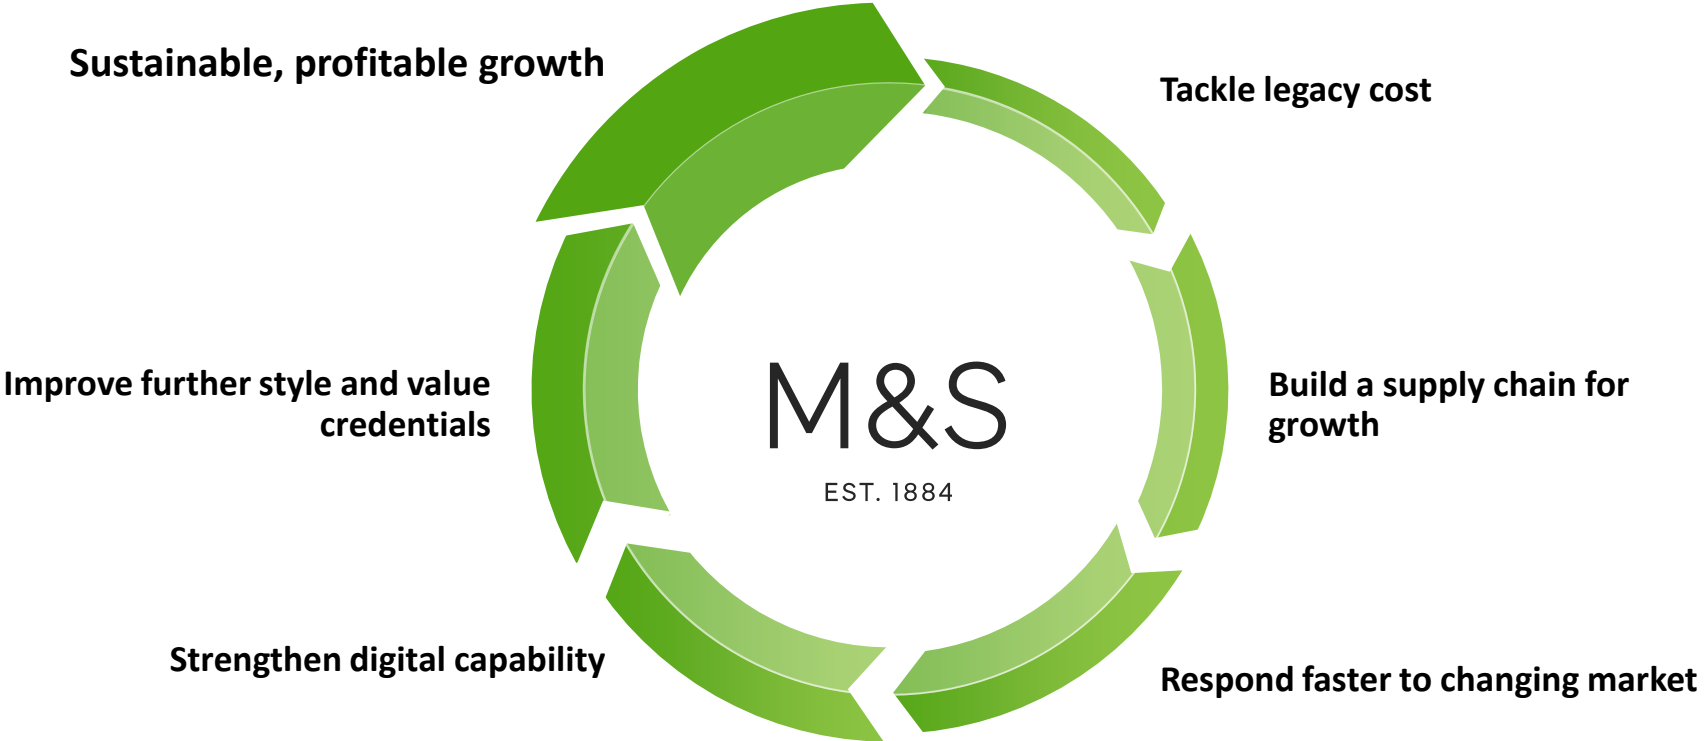 Sustainable, profitable growth
Tackle legacy cost
Improve further style and value
credentials
M&S
EST. 1884
Build a supply chain for
growth
Strengthen digital capability
Respond faster to changing market